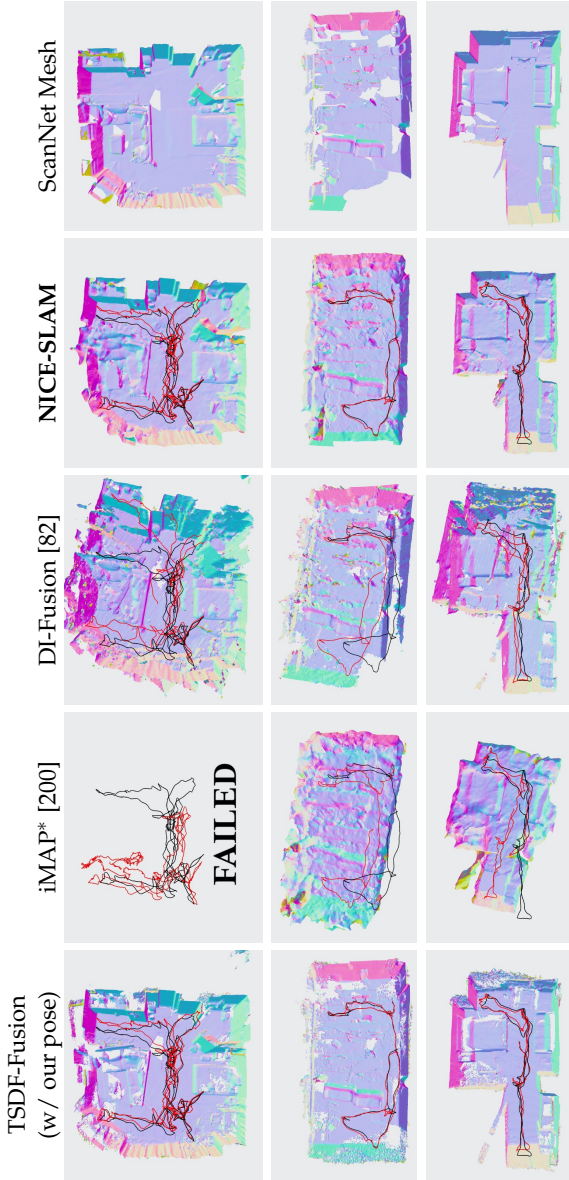 TSDF-Fusion
(w/ our pose)
iMAP* [200]
DI-Fusion [82]
NICE-SLAM
ScanNet Mesh
FAILED